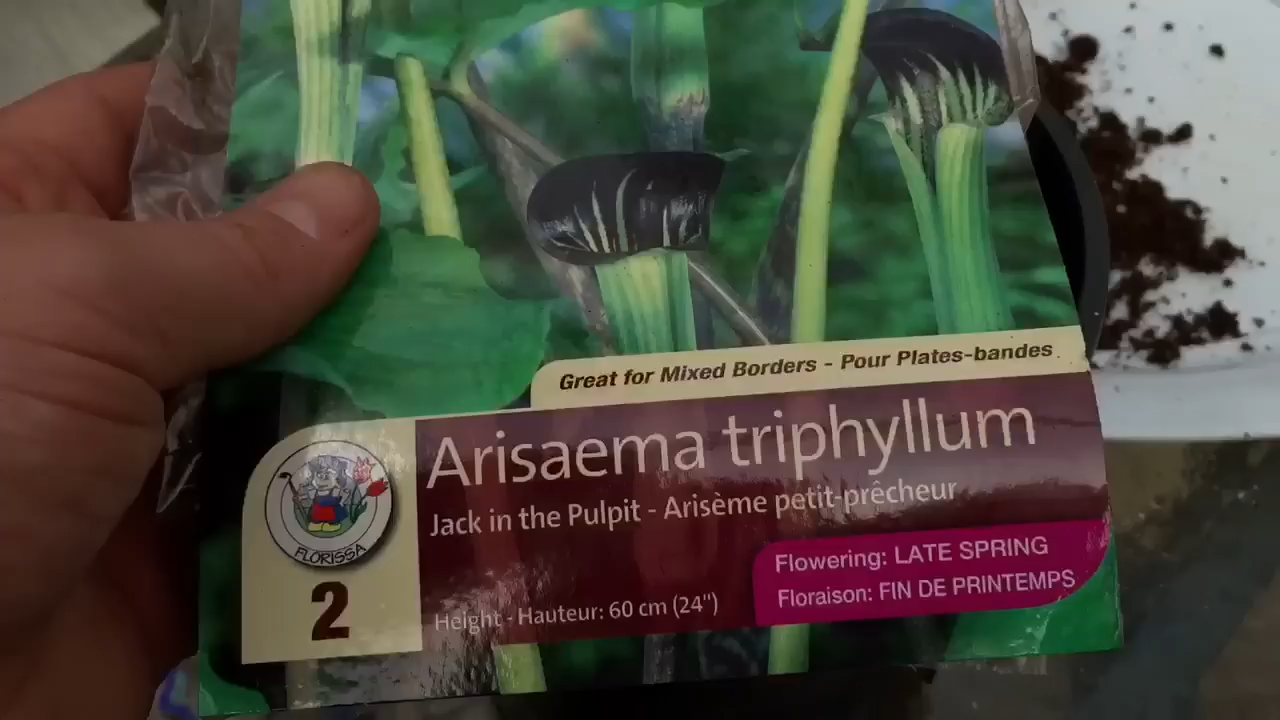 Great for Mixed Borders - Pour Plates-bandes
Arisaema triphyllum
Jack in the Pulpit - Arisème petit-prêcheur
Flowering: LATE SPRING
Floraison: FIN DE PRINTEMPS
FLORISSA
2
Height - Hauteur: 60 cm (24")